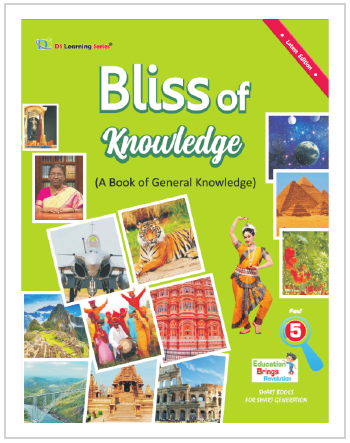 DS Learning Series®
Latest Edition
Bliss of
Knowledge
(A Book of General Knowledge)
Part
5
Education
Brings
Revolution
SMART BOOKS
FOR SMART GENERATION